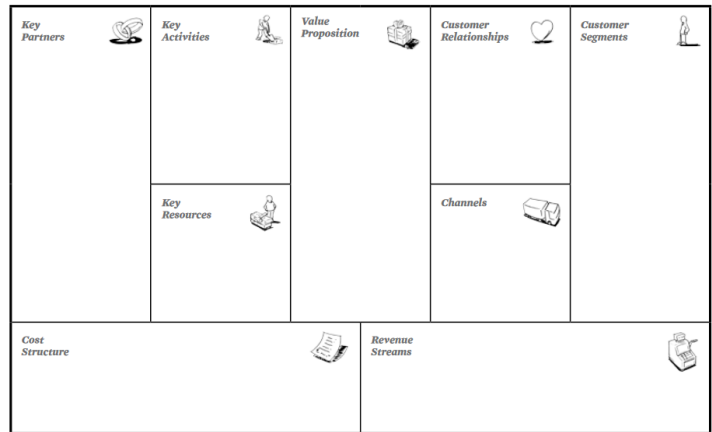 Key
Partners
Key
Activities
Value
Proposition
Customer
Relationships
Customer
Segments
Key
Resources
Channels
Cost
Structure
Revenue
Streams